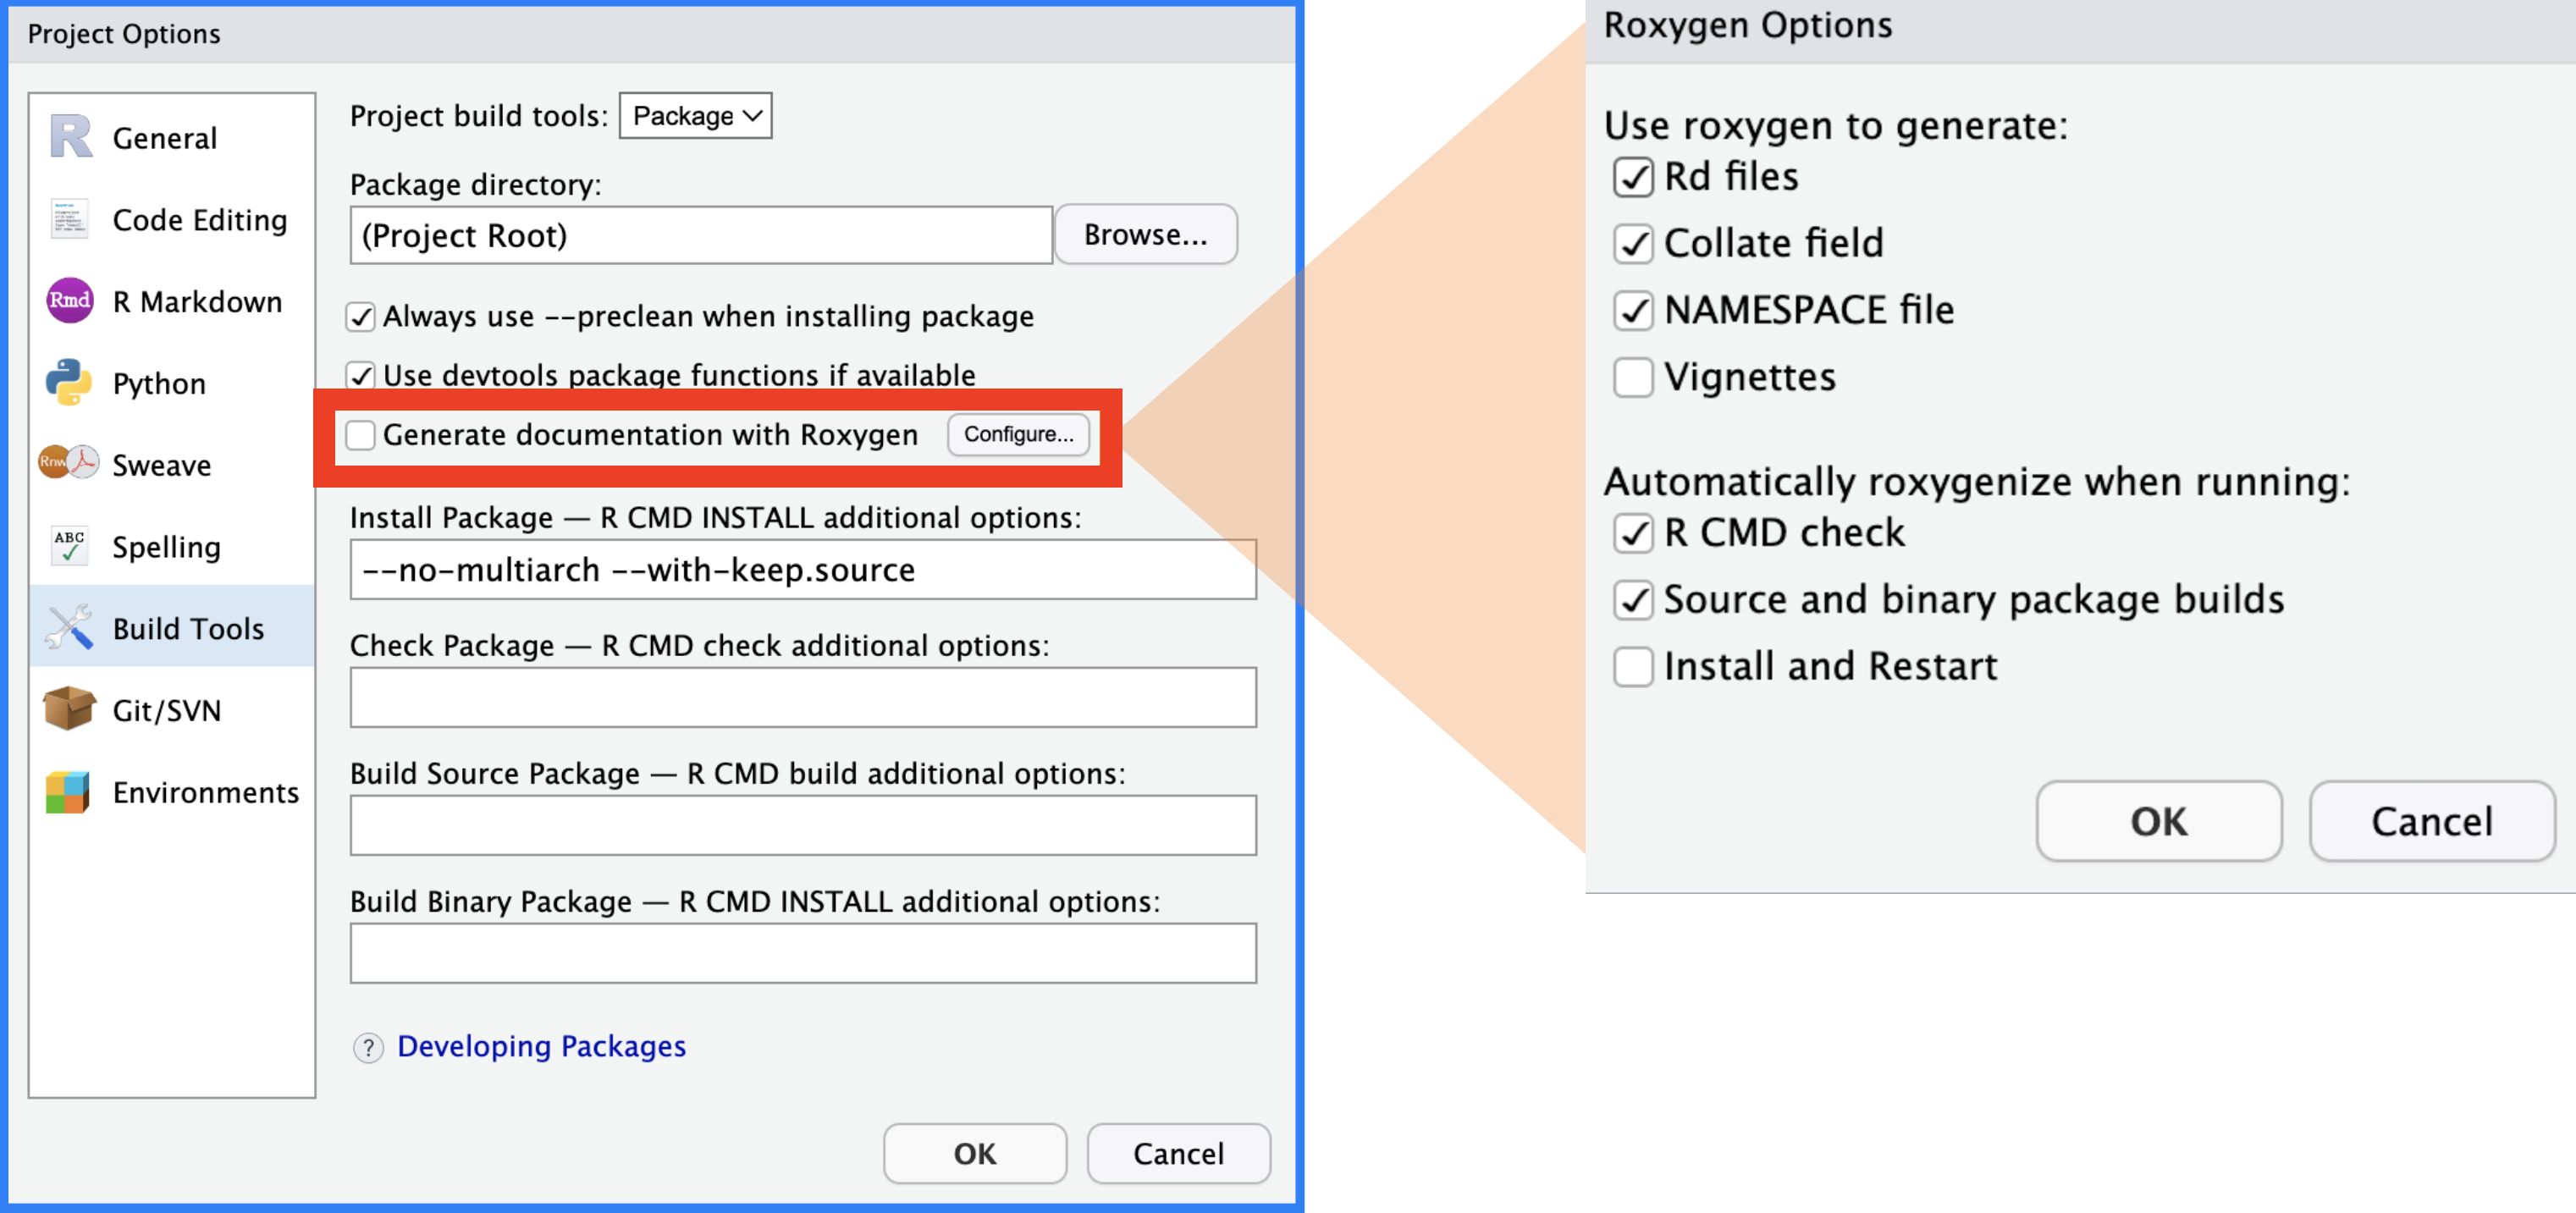 Project Options
General
Code Editing
Rmd
R Markdown
Python
Rnw
Sweave
ABC
Spelling
Build Tools
Git/SVN
Environments
Project build tools: Package
Package directory:
(Project Root)
Browse...
Always use --preclean when installing package
Use devtools package functions if available
Generate documentation with Roxygen
Configure...
Install Package — R CMD INSTALL additional options:
--no-multiarch --with-keep.source
Check Package — R CMD check additional options:
Build Source Package — R CMD build additional options:
Build Binary Package — R CMD INSTALL additional options:
? Developing Packages
OK
Cancel
Roxygen Options
Use roxygen to generate:
Rd files
Collate field
NAMESPACE file
Vignettes
Automatically roxygenize when running:
R CMD check
Source and binary package builds
Install and Restart
OK
Cancel